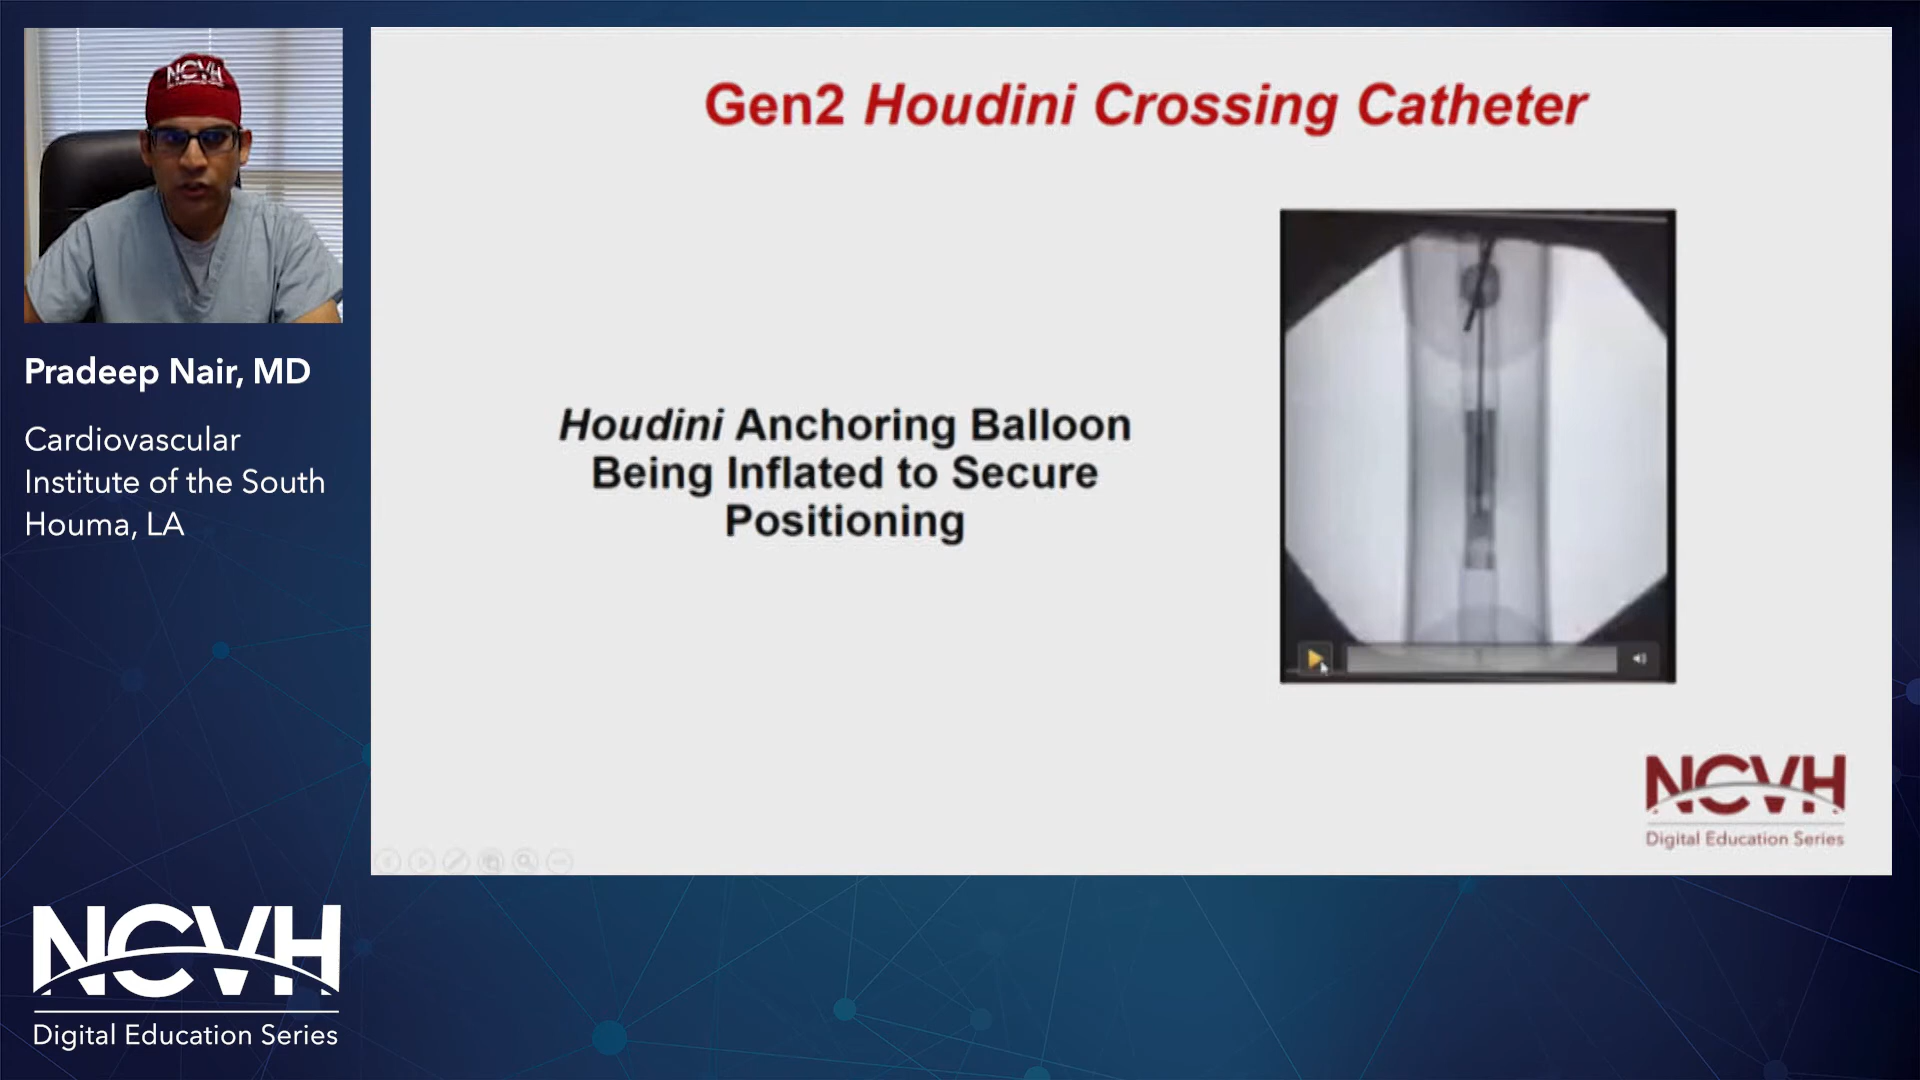 NCVH
Pradeep Nair, MD
Cardiovascular
Institute of the South
Houma, LA
NCVH
Digital Education Series
Gen2 Houdini Crossing Catheter
Houdini Anchoring Balloon
Being Inflated to Secure
Positioning
NCVH
Digital Education Series